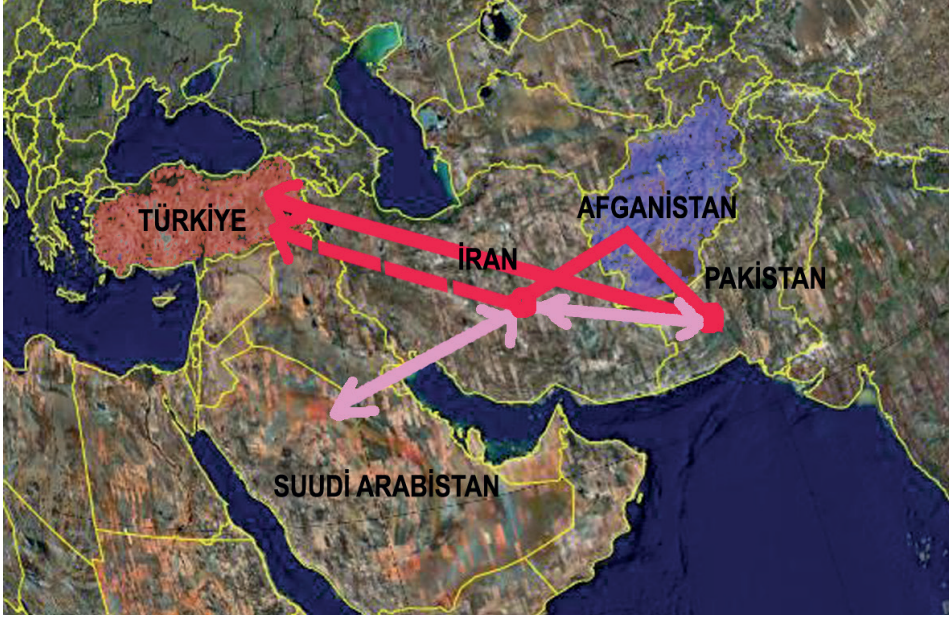 AFGANİSTAN
TÜRKİYE
İRAN
PAKİSTAN
SUUDİ ARABİSTAN